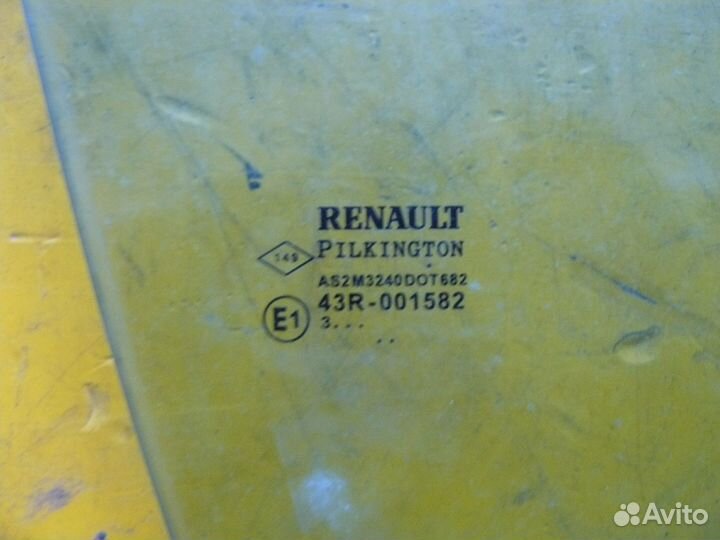 RENAULT
149
PILKINGTON
AS2M3240DOT682
E1
43R-001582
3...
..
Avito